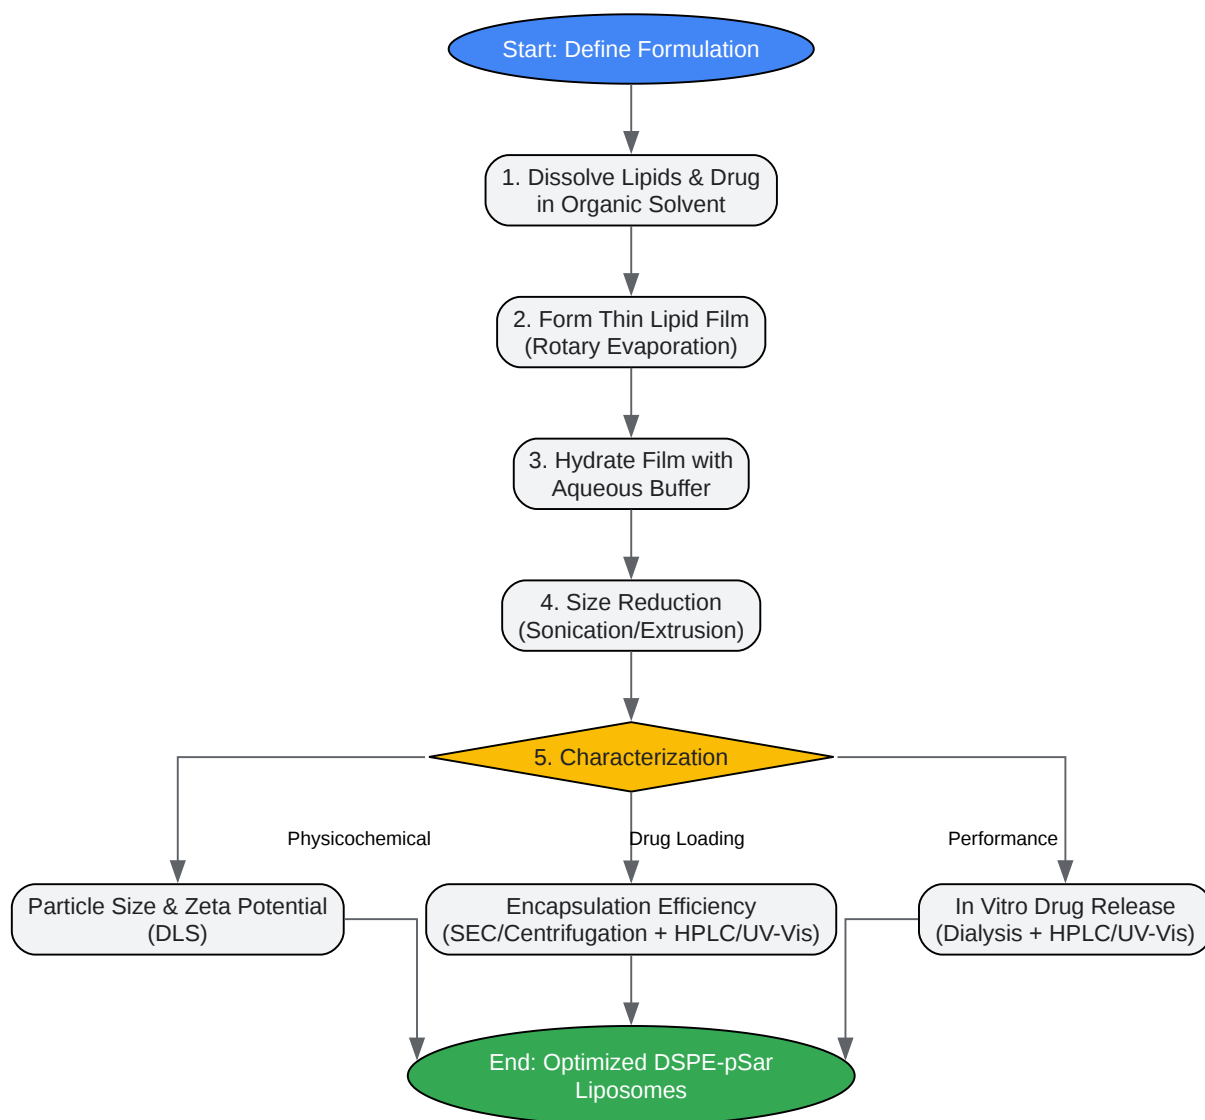 Start: Define Formulation
1. Dissolve Lipids & Drug
in Organic Solvent
2. Form Thin Lipid Film
(Rotary Evaporation)
3. Hydrate Film with
Aqueous Buffer
4. Size Reduction
(Sonication/Extrusion)
5. Characterization
Physicochemical
Drug Loading
Performance
Particle Size & Zeta Potential
(DLS)
Encapsulation Efficiency
(SEC/Centrifugation + HPLC/UV-Vis)
In Vitro Drug Release
(Dialysis + HPLC/UV-Vis)
End: Optimized DSPE-pSar
Liposomes